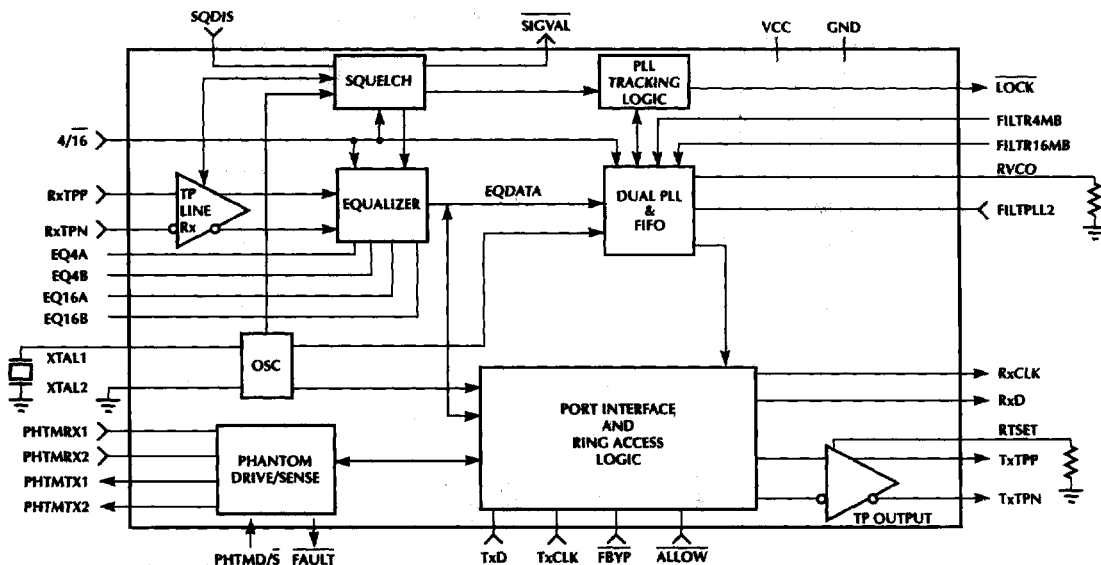 SQDIS
SIGVAL
VCC
GND
SQUELCH
PLL
TRACKING
LOGIC
LOCK
4/16
FILTR4MB
FILTR16MB
RVCO
RxTPP
TP
LINE
Rx
EQUALIZER
EQDATA
DUAL PLL
&
FIFO
FILTPLL2
RxTPN
EQ4A
EQ4B
EQ16A
EQ16B
XTAL1
OSC
XTAL2
PORT INTERFACE
AND
RING ACCESS
LOGIC
RxCLK
RxD
RTSET
PHTMRX1
PHTMRX2
PHTMTX1
PHTMTX2
PHANTOM
DRIVE/SENSE
TxTPP
TxTPN
TP OUTPUT
PHTMD/S
FAULT
TxD
TxCLK
FBYP
ALLOW